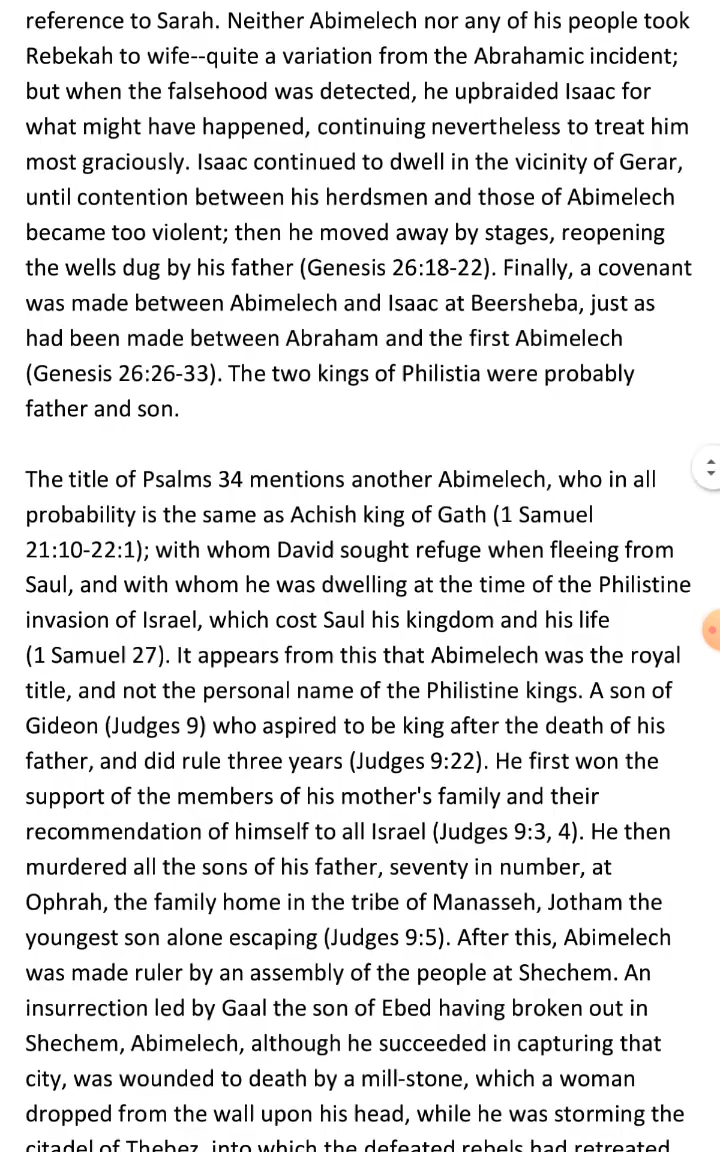 reference to Sarah. Neither Abimelech nor any of his people took
Rebekah to wife--quite a variation from the Abrahamic incident;
but when the falsehood was detected, he upbraided Isaac for
what might have happened, continuing nevertheless to treat him
most graciously. Isaac continued to dwell in the vicinity of Gerar,
until contention between his herdsmen and those of Abimelech
became too violent; then he moved away by stages, reopening
the wells dug by his father (Genesis 26:18-22). Finally, a covenant
was made between Abimelech and Isaac at Beersheba, just as
had been made between Abraham and the first Abimelech
(Genesis 26:26-33). The two kings of Philistia were probably
father and son.
The title of Psalms 34 mentions another Abimelech, who in all
probability is the same as Achish king of Gath (1 Samuel
21:10-22:1); with whom David sought refuge when fleeing from
Saul, and with whom he was dwelling at the time of the Philistine
invasion of Israel, which cost Saul his kingdom and his life
(1 Samuel 27). It appears from this that Abimelech was the royal
title, and not the personal name of the Philistine kings. A son of
Gideon (Judges 9) who aspired to be king after the death of his
father, and did rule three years (Judges 9:22). He first won the
support of the members of his mother's family and their
recommendation of himself to all Israel (Judges 9:3, 4). He then
murdered all the sons of his father, seventy in number, at
Ophrah, the family home in the tribe of Manasseh, Jotham the
youngest son alone escaping (Judges 9:5). After this, Abimelech
was made ruler by an assembly of the people at Shechem. An
insurrection led by Gaal the son of Ebed having broken out in
Shechem, Abimelech, although he succeeded in capturing that
city, was wounded to death by a mill-stone, which a woman
dropped from the wall upon his head, while he was storming the
citadel of Thebez, into which the defeated rebels had retreated